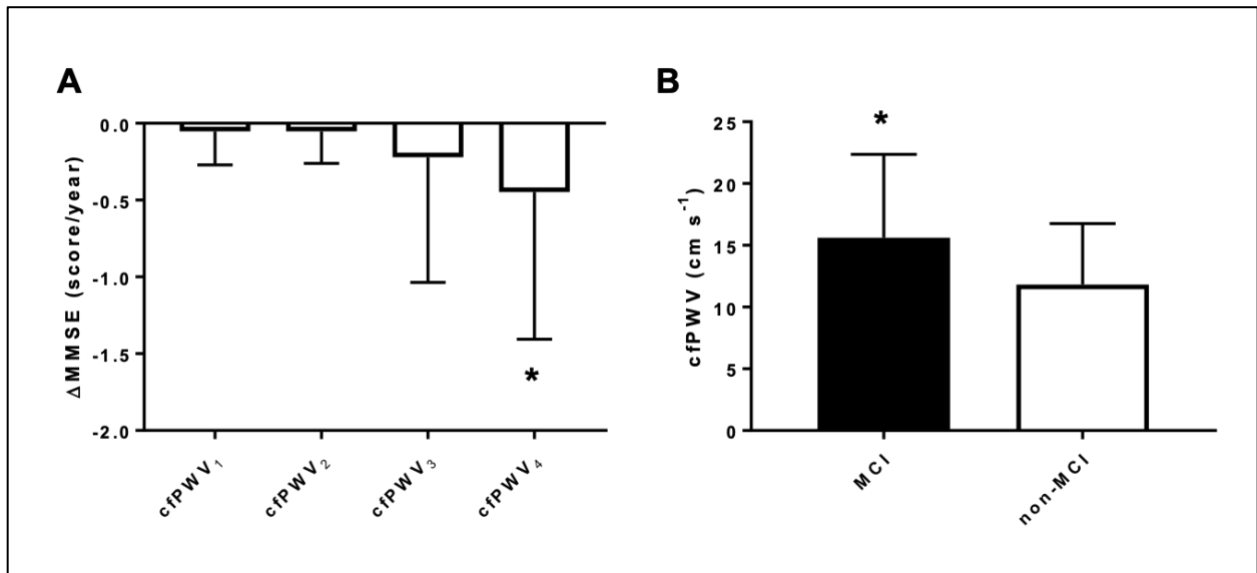 A
B
ΔMMSE (score/year)
0.0
-0.5
-1.0
-1.5
-2.0
*
cfPWV₁
cfPWV₂
cfPWV₃
cfPWV₄
cfPWV (cm s⁻¹)
25
20
15
10
5
0
*
MCI
non-MCI